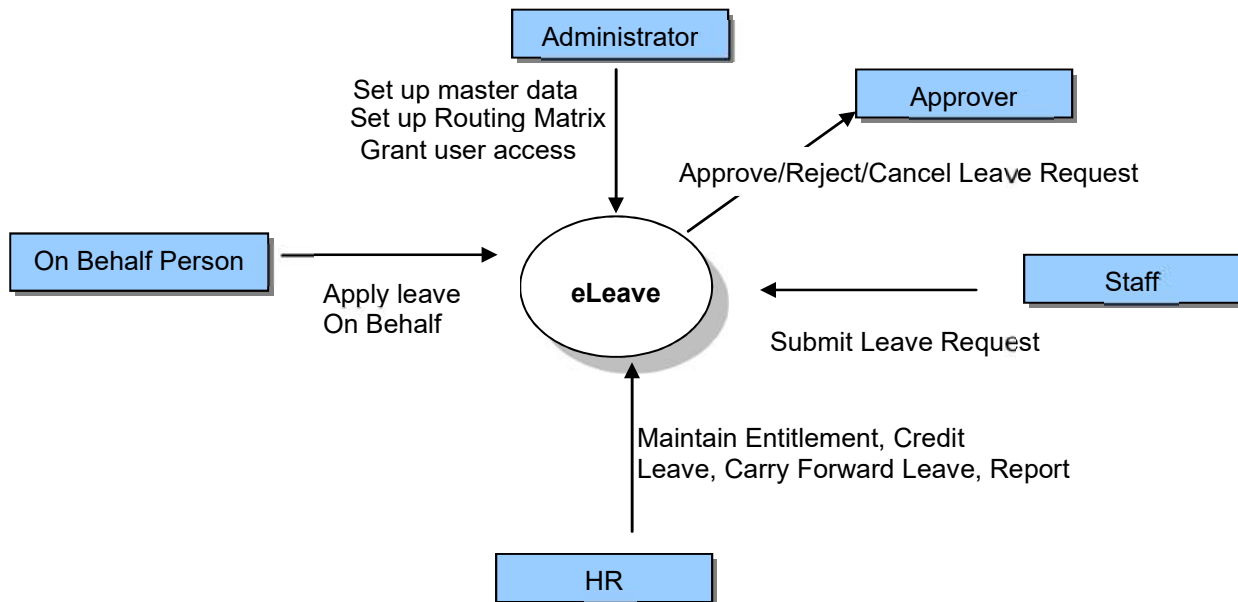 Administrator
Set up master data
Set up Routing Matrix
Grant user access
Approver
Approve/Reject/Cancel Leave Request
On Behalf Person
Apply leave
On Behalf
eLeave
Staff
Submit Leave Request
Maintain Entitlement, Credit
Leave, Carry Forward Leave, Report
HR